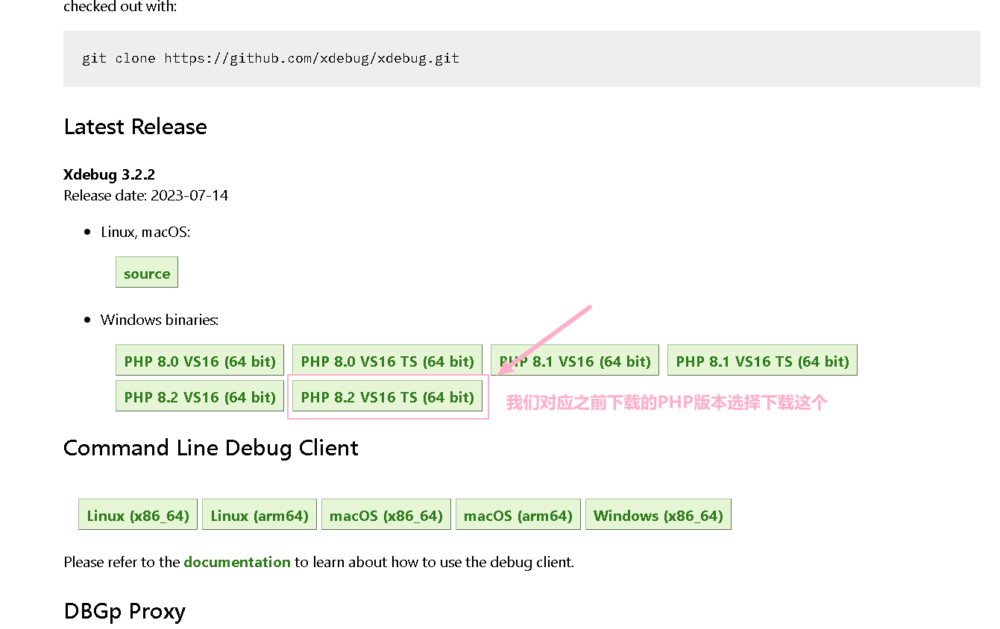 checked out with:
git clone https://github.com/xdebug/xdebug.git
Latest Release
Xdebug 3.2.2
Release date: 2023-07-14
Linux, macOS:
source
Windows binaries:
PHP 8.0 VS16 (64 bit) PHP 8.0 VS16 TS (64 bit) PHP 8.1 VS16 (64 bit) PHP 8.1 VS16 TS (64 bit)
PHP 8.2 VS16 (64 bit) PHP 8.2 VS16 TS (64 bit) 我们对应之前下载的PHP版本选择下载这个
Command Line Debug Client
Linux (x86_64) Linux (arm64) macOS (x86_64) macOS (arm64) Windows (x86_64)
Please refer to the documentation to learn about how to use the debug client.
DBGp Proxy